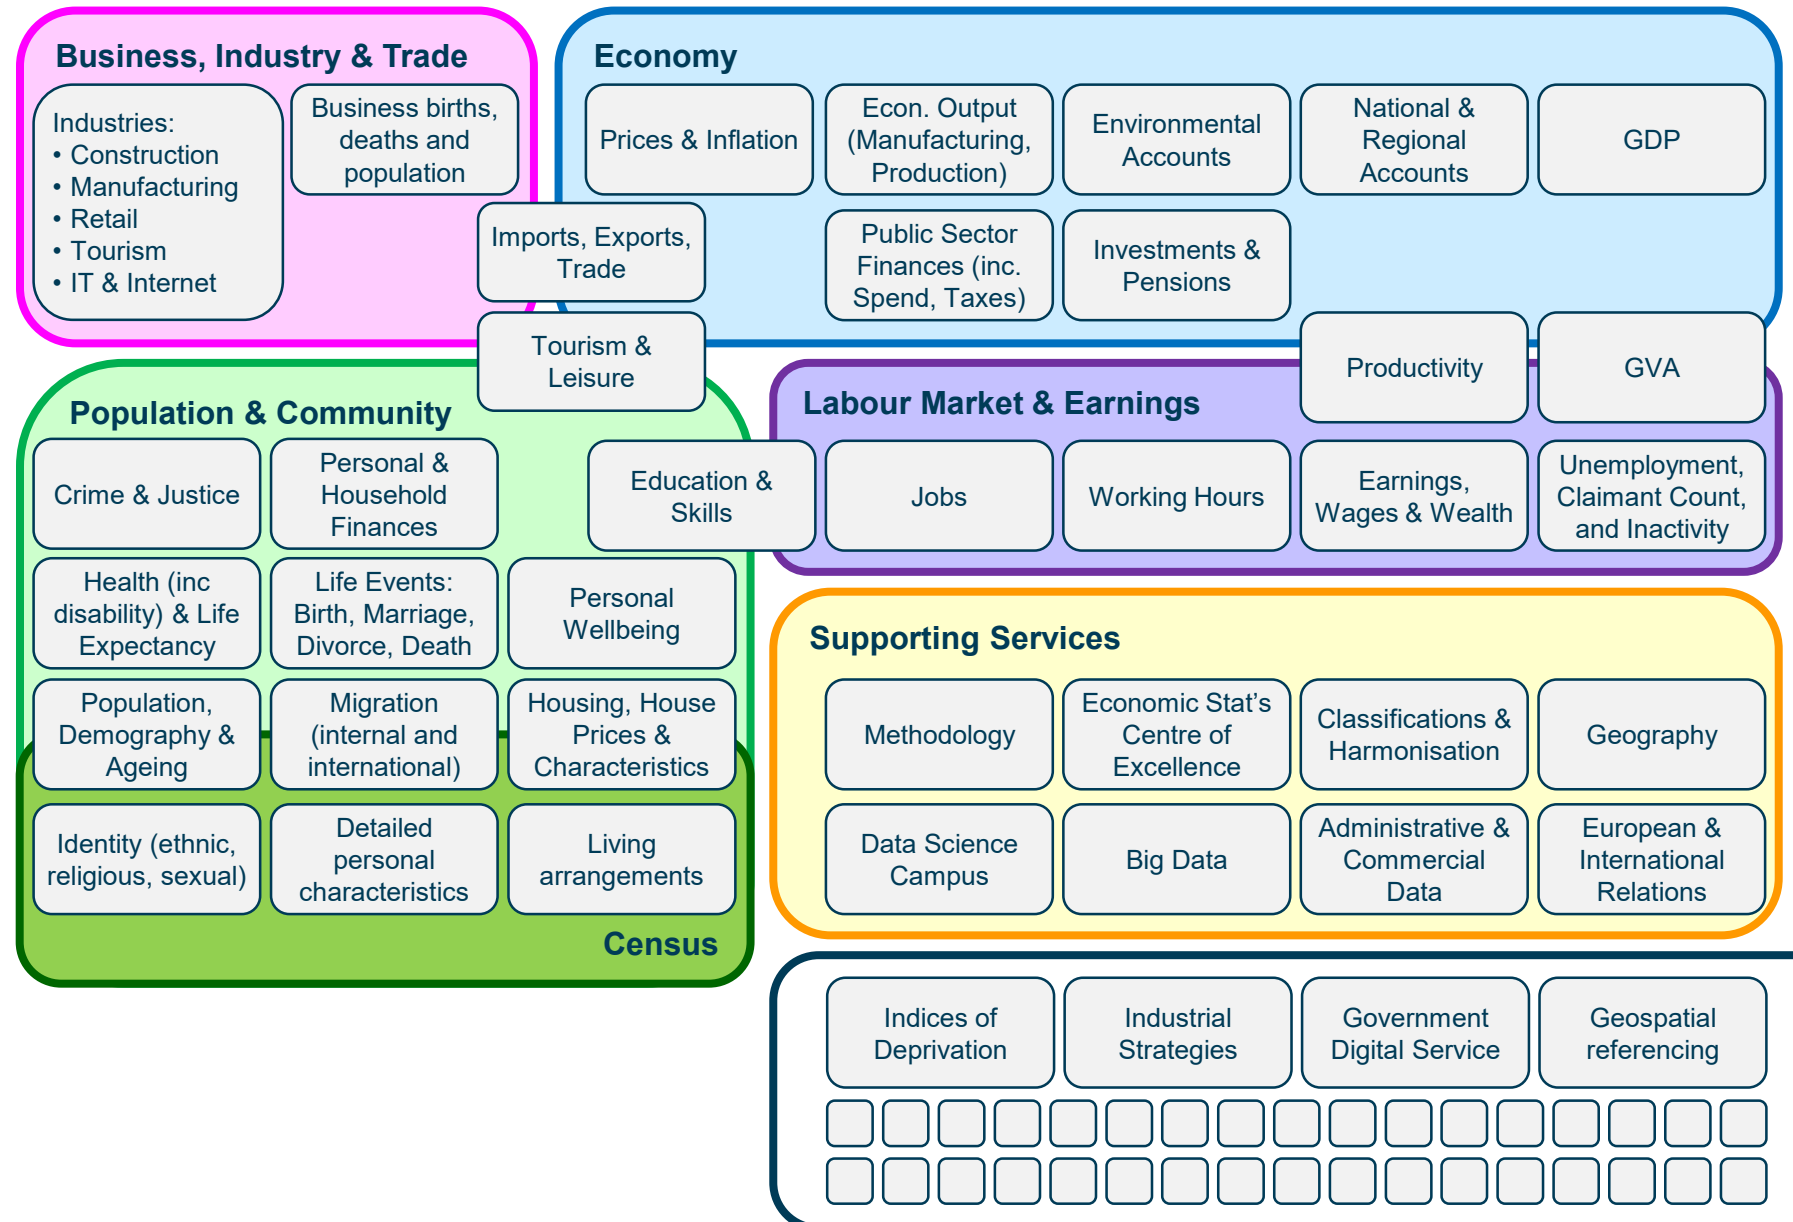 Business, Industry & Trade
Industries:
• Construction
• Manufacturing
• Retail
• Tourism
• IT & Internet
Business births,
deaths and
population
Economy
Prices & Inflation
Econ. Output
(Manufacturing,
Production)
Environmental
Accounts
National &
Regional
Accounts
GDP
Imports, Exports,
Trade
Public Sector
Finances (inc.
Spend, Taxes)
Investments &
Pensions
Tourism &
Leisure
Productivity
GVA
Population & Community
Crime & Justice
Personal &
Household
Finances
Education &
Skills
Health (inc
disability) & Life
Expectancy
Life Events:
Birth, Marriage,
Divorce, Death
Personal
Wellbeing
Population,
Demography &
Ageing
Migration
(internal and
international)
Housing, House
Prices &
Characteristics
Identity (ethnic,
religious, sexual)
Detailed
personal
characteristics
Living
arrangements
Census
Labour Market & Earnings
Jobs
Working Hours
Earnings,
Wages & Wealth
Unemployment,
Claimant Count,
and Inactivity
Supporting Services
Methodology
Economic Stat’s
Centre of
Excellence
Classifications &
Harmonisation
Geography
Data Science
Campus
Big Data
Administrative &
Commercial
Data
European &
International
Relations
Indices of
Deprivation
Industrial
Strategies
Government
Digital Service
Geospatial
referencing